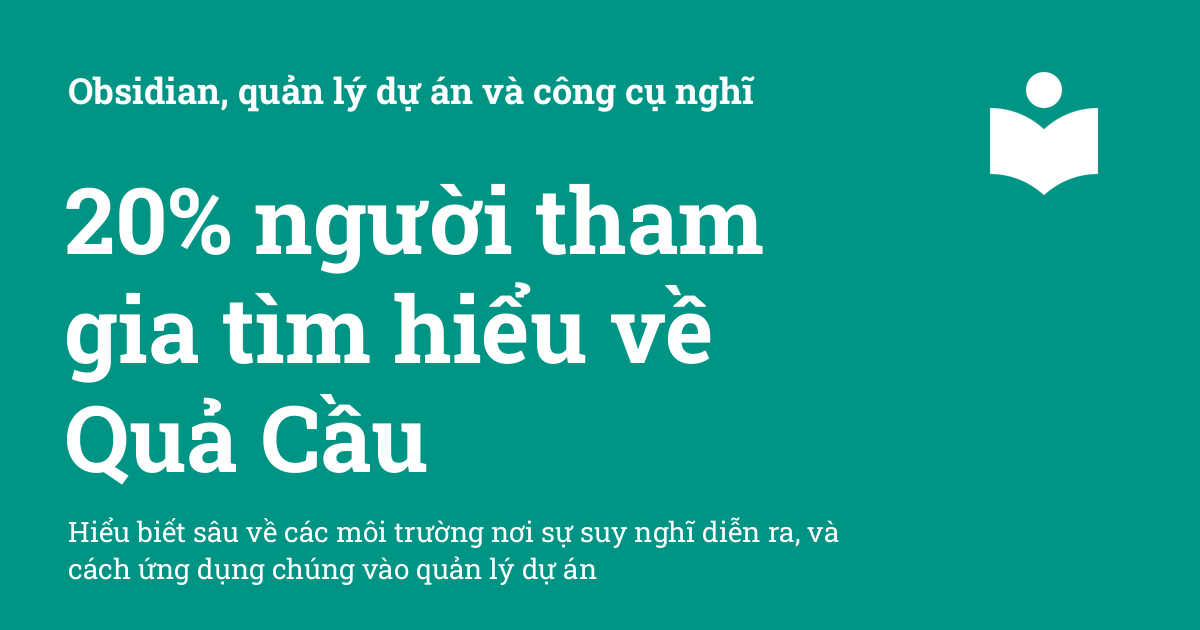 Obsidian, quản lý dự án và công cụ nghĩ
20% người tham
gia tìm hiểu về
Quả Cầu
Hiểu biết sâu về các môi trường nơi sự suy nghĩ diễn ra, và
cách ứng dụng chúng vào quản lý dự án